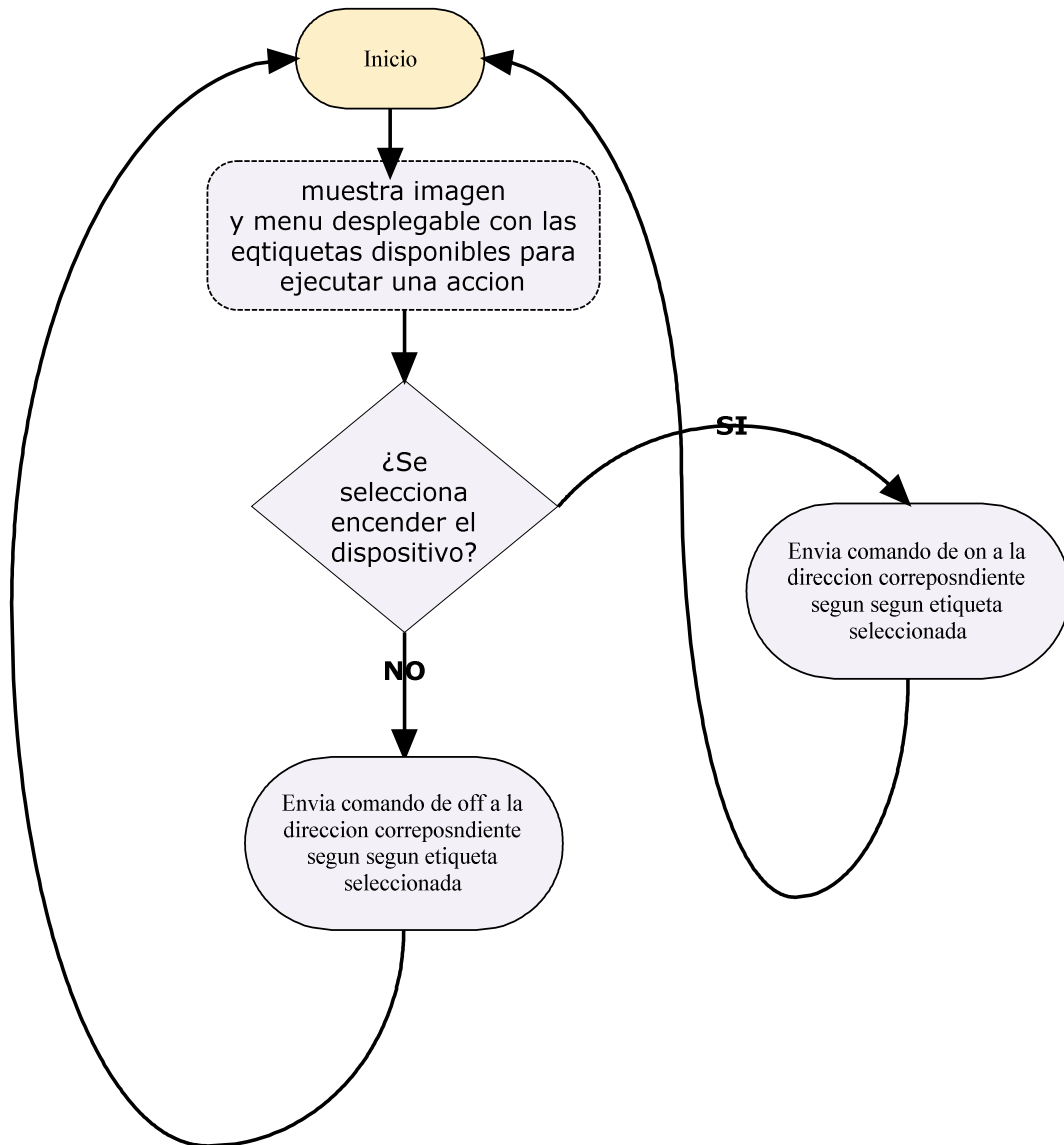 Inicio
muestra imagen
y menu desplegable con las
eqtiquetas disponibles para
ejecutar una accion
¿Se
selecciona
encender el
dispositivo?
SI
Envia comando de on a la
direccion correposndiente
segun segun etiqueta
seleccionada
NO
Envia comando de off a la
direccion correposndiente
segun segun etiqueta
seleccionada